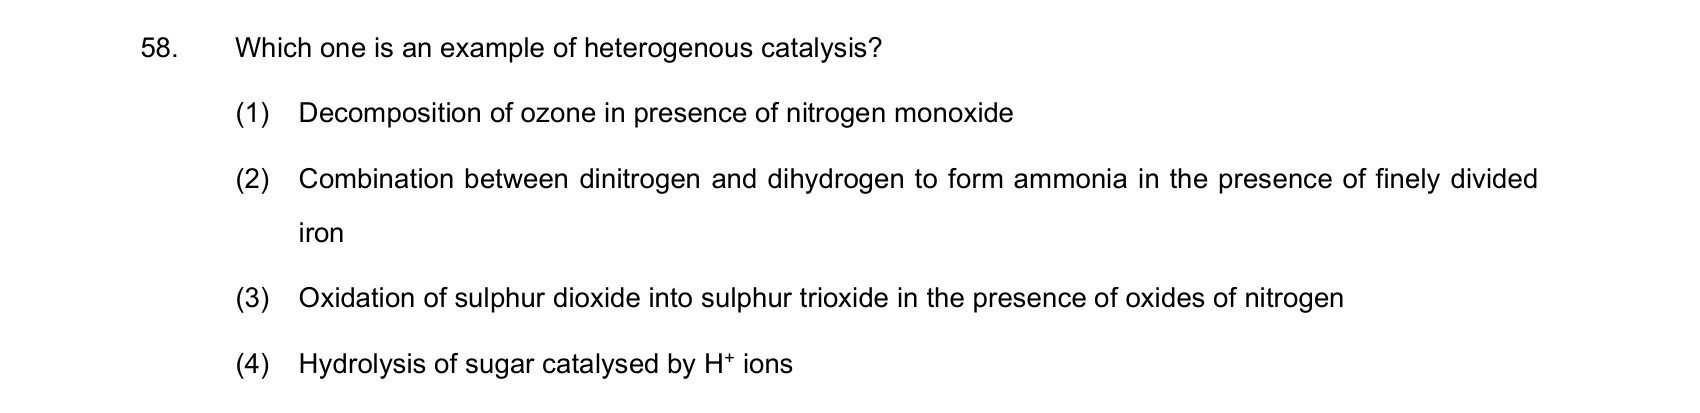 58. Which one is an example of heterogenous catalysis?
(1) Decomposition of ozone in presence of nitrogen monoxide
(2) Combination between dinitrogen and dihydrogen to form ammonia in the presence of finely divided
iron
(3) Oxidation of sulphur dioxide into sulphur trioxide in the presence of oxides of nitrogen
(4) Hydrolysis of sugar catalysed by H⁺ ions